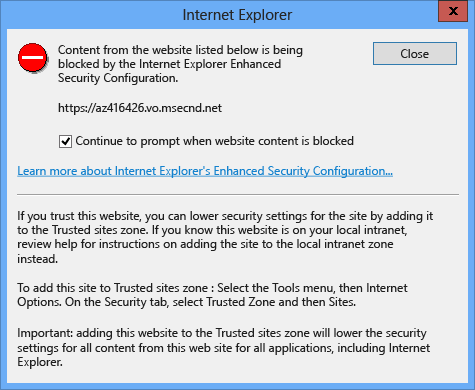 Internet Explorer
x
Content from the website listed below is being
blocked by the Internet Explorer Enhanced
Security Configuration.
Close
https://az416426.vo.msecnd.net
Continue to prompt when website content is blocked
Learn more about Internet Explorer's Enhanced Security Configuration...
If you trust this website, you can lower security settings for the site by adding it
to the Trusted sites zone. If you know this website is on your local intranet,
review help for instructions on adding the site to the local intranet zone
instead.
To add this site to Trusted sites zone : Select the Tools menu, then Internet
Options. On the Security tab, select Trusted Zone and then Sites.
Important: adding this website to the Trusted sites zone will lower the security
settings for all content from this web site for all applications, including Internet
Explorer.